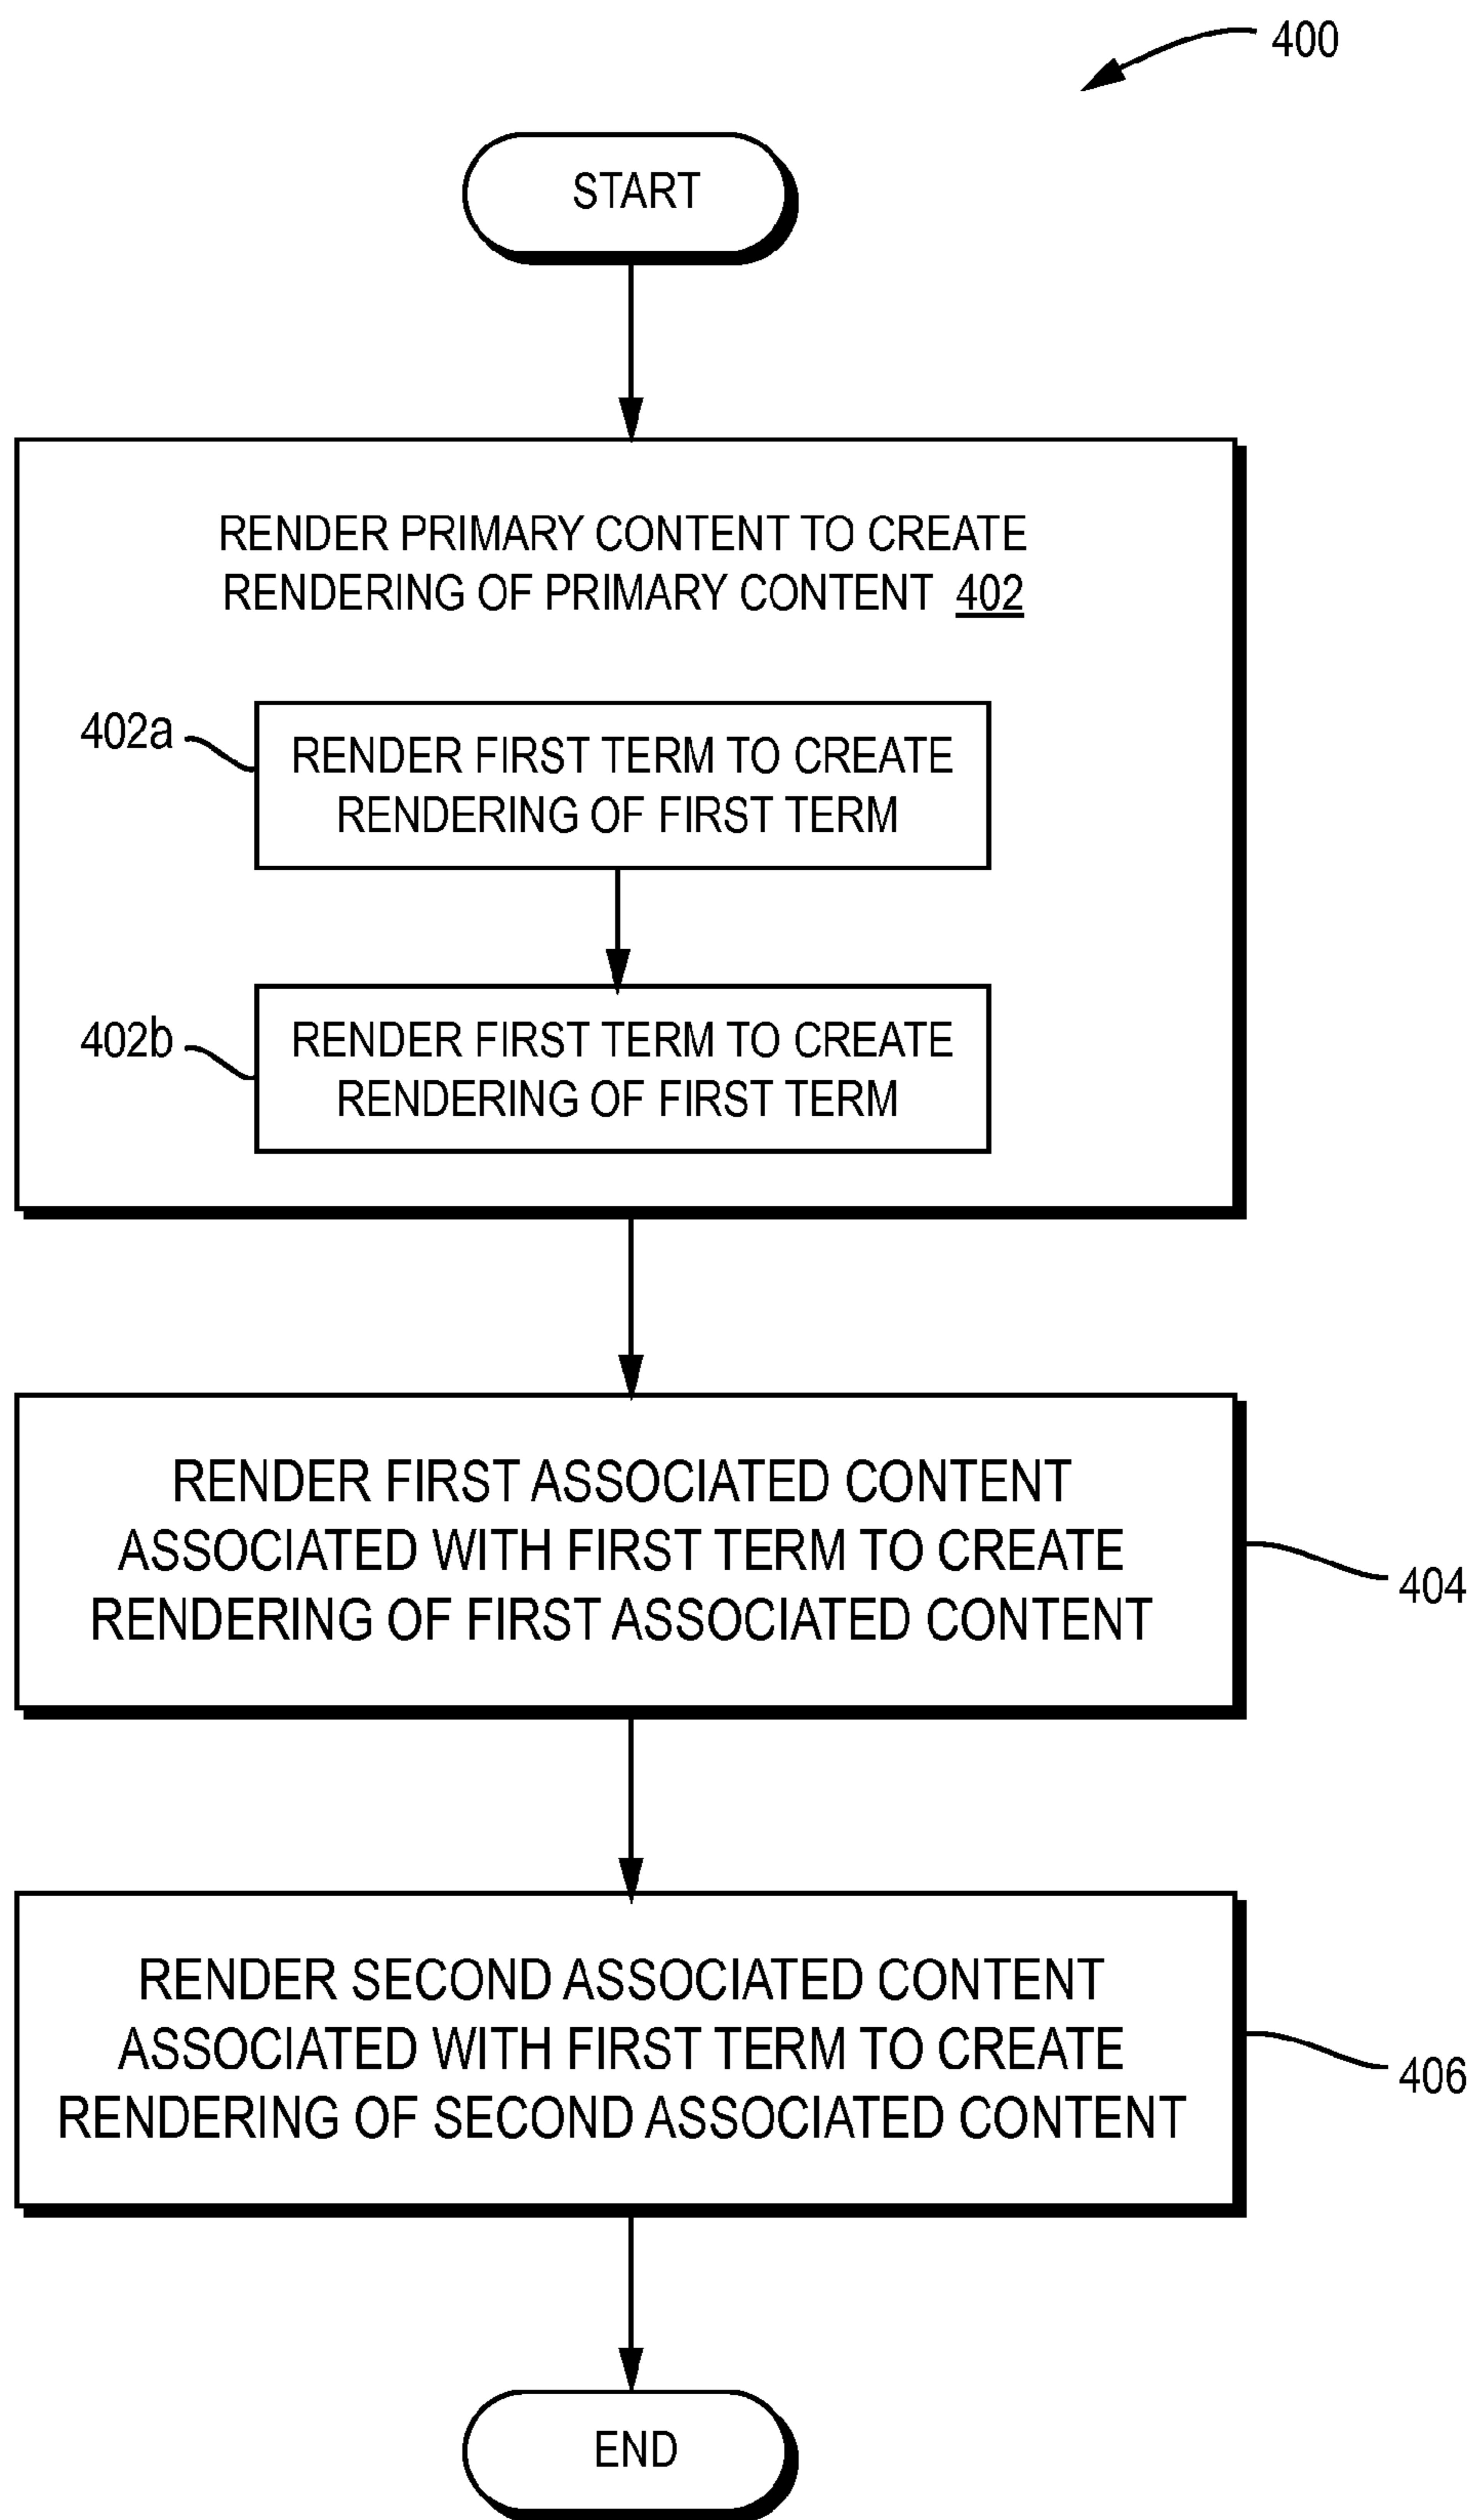 400
START
RENDER PRIMARY CONTENT TO CREATE
RENDERING OF PRIMARY CONTENT 402
402a
RENDER FIRST TERM TO CREATE
RENDERING OF FIRST TERM
402b
RENDER FIRST TERM TO CREATE
RENDERING OF FIRST TERM
RENDER FIRST ASSOCIATED CONTENT
ASSOCIATED WITH FIRST TERM TO CREATE
RENDERING OF FIRST ASSOCIATED CONTENT
404
RENDER SECOND ASSOCIATED CONTENT
ASSOCIATED WITH FIRST TERM TO CREATE
RENDERING OF SECOND ASSOCIATED CONTENT
406
END